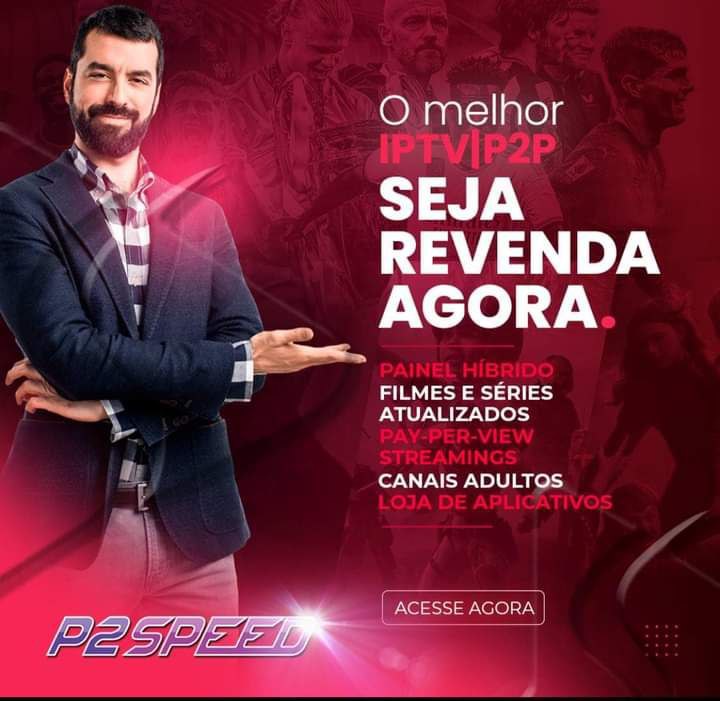 O melhor
IPTV|P2P
SEJA
REVENDA
AGORA.
PAINEL HÍBRIDO
FILMES E SÉRIES
ATUALIZADOS
PAY-PER-VIEW
STREAMINGS
CANAIS ADULTOS
LOJA DE APLICATIVOS
ACESSE AGORA
P2SPEED